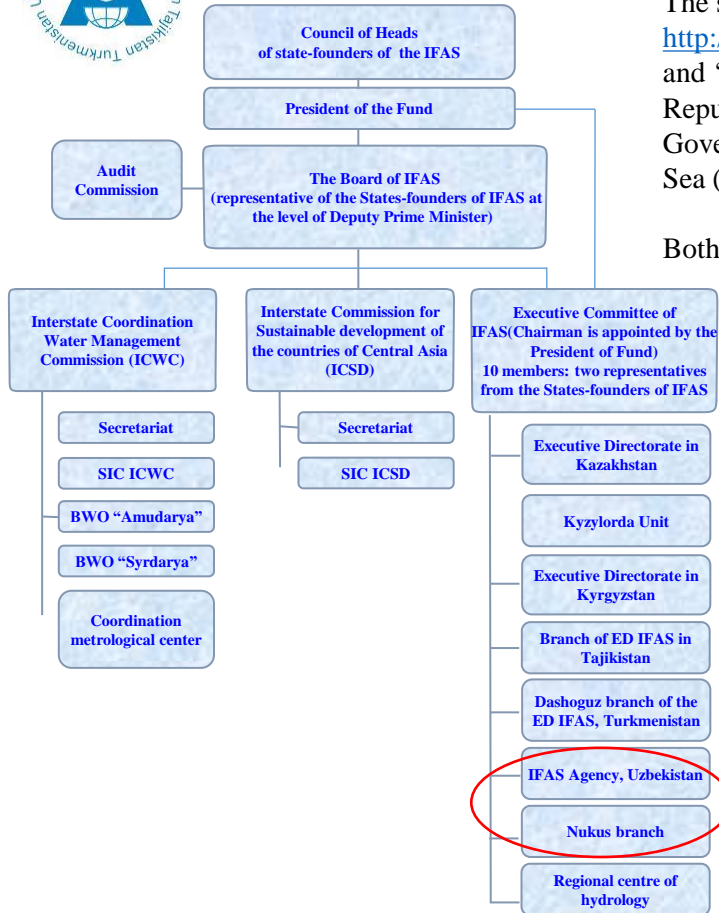 n Tajikistan Turkmenistan U
The s
http:/
and ‘
Repu
Gove
Sea (
Both
Council of Heads
of state-founders of the IFAS
President of the Fund
Audit
Commission
The Board of IFAS
(representative of the States-founders of IFAS at
the level of Deputy Prime Minister)
Interstate Coordination
Water Management
Commission (ICWC)
Secretariat
SIC ICWC
BWO “Amudarya”
BWO “Syrdarya”
Coordination
metrological center
Interstate Commission for
Sustainable development of
the countries of Central Asia
(ICSD)
Secretariat
SIC ICSD
Executive Committee of
IFAS(Chairman is appointed by the
President of Fund)
10 members: two representatives
from the States-founders of IFAS
Executive Directorate in
Kazakhstan
Kyzylorda Unit
Executive Directorate in
Kyrgyzstan
Branch of ED IFAS in
Tajikistan
Dashoguz branch of the
ED IFAS, Turkmenistan
IFAS Agency, Uzbekistan
Nukus branch
Regional centre of
hydrology